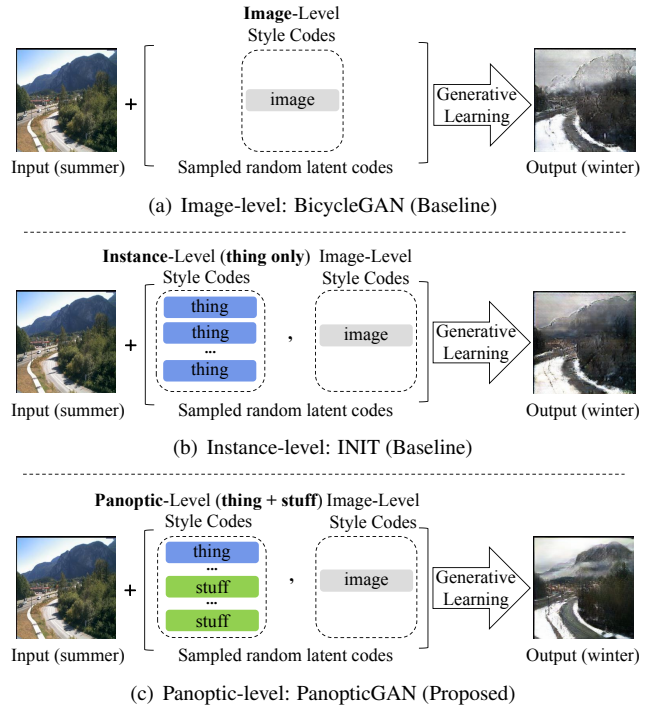 Image-Level
Style Codes
image
+
Generative
Learning
Input (summer)
Sampled random latent codes
Output (winter)
(a) Image-level: BicycleGAN (Baseline)
Instance-Level (thing only) Image-Level
Style Codes Style Codes
thing
thing
...
thing
,
image
+
Generative
Learning
Input (summer)
Sampled random latent codes
Output (winter)
(b) Instance-level: INIT (Baseline)
Panoptic-Level (thing + stuff) Image-Level
Style Codes Style Codes
thing
...
stuff
...
stuff
,
image
+
Generative
Learning
Input (summer)
Sampled random latent codes
Output (winter)
(c) Panoptic-level: PanopticGAN (Proposed)